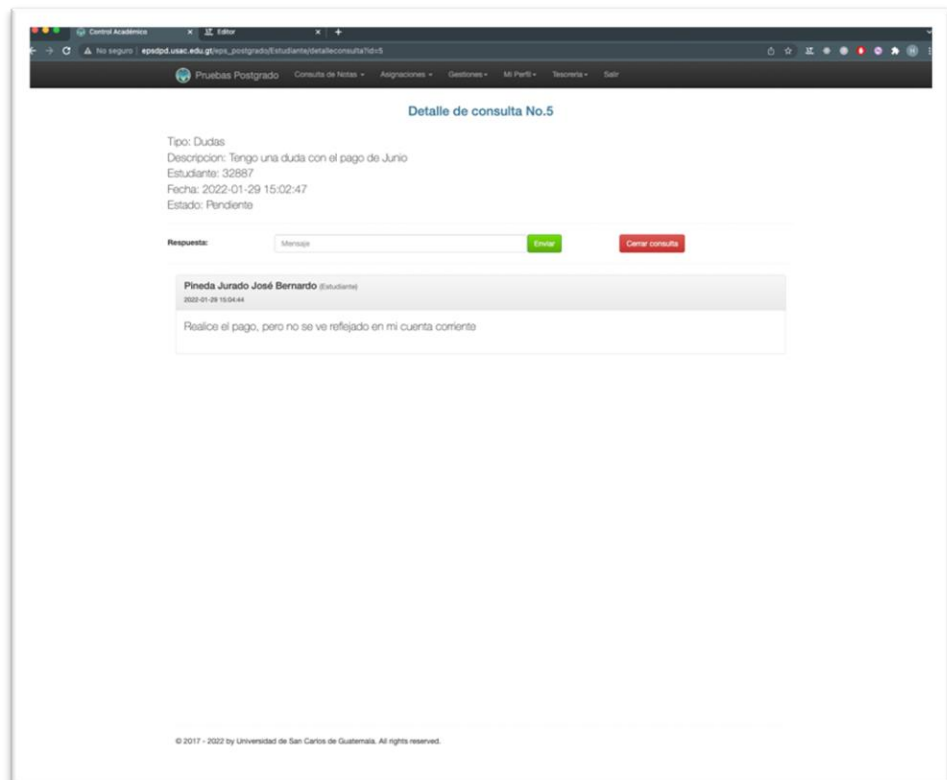 Control Académico
Editor
No seguro | epsdpd.usac.edu.gt/eps_postgrado/Estudiante/detalleconsulta?id=5
Pruebas Postgrado Consulta de Notas Asignaciones Gestiones Mi Perfil Tesoreria Salir
Detalle de consulta No.5
Tipo: Dudas
Descripcion: Tengo una duda con el pago de Junio
Estudiante: 32887
Fecha: 2022-01-29 15:02:47
Estado: Pendiente
Respuesta: Mensaje Enviar Cerrar consulta
Pineda Jurado José Bernardo (Estudiante)
2022-01-29 15:04:44
Realice el pago, pero no se ve reflejado en mi cuenta corriente
© 2017 - 2022 by Universidad de San Carlos de Guatemala. All rights reserved.